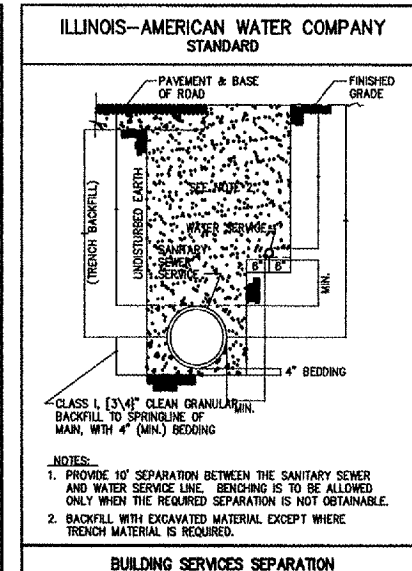 ILLINOIS-AMERICAN WATER COMPANY
STANDARD
PAVEMENT & BASE
OF ROAD
FINISHED
GRADE
(TRENCH BACKFILL)
UNDISTURBED EARTH
SEE NOTE 2
WATER SERVICE
SANITARY
SEWER
SERVICE
6" 6"
MIN.
4" BEDDING
MIN.
CLASS I, [3\4]" CLEAN GRANULAR
BACKFILL TO SPRINGLINE OF
MAIN, WITH 4" (MIN.) BEDDING
NOTES:
1. PROVIDE 10' SEPARATION BETWEEN THE SANITARY SEWER
AND WATER SERVICE LINE, BENCHING IS TO BE ALLOWED
ONLY WHEN THE REQUIRED SEPARATION IS NOT OBTAINABLE.
2. BACKFILL WITH EXCAVATED MATERIAL EXCEPT WHERE
TRENCH MATERIAL IS REQUIRED.
BUILDING SERVICES SEPARATION